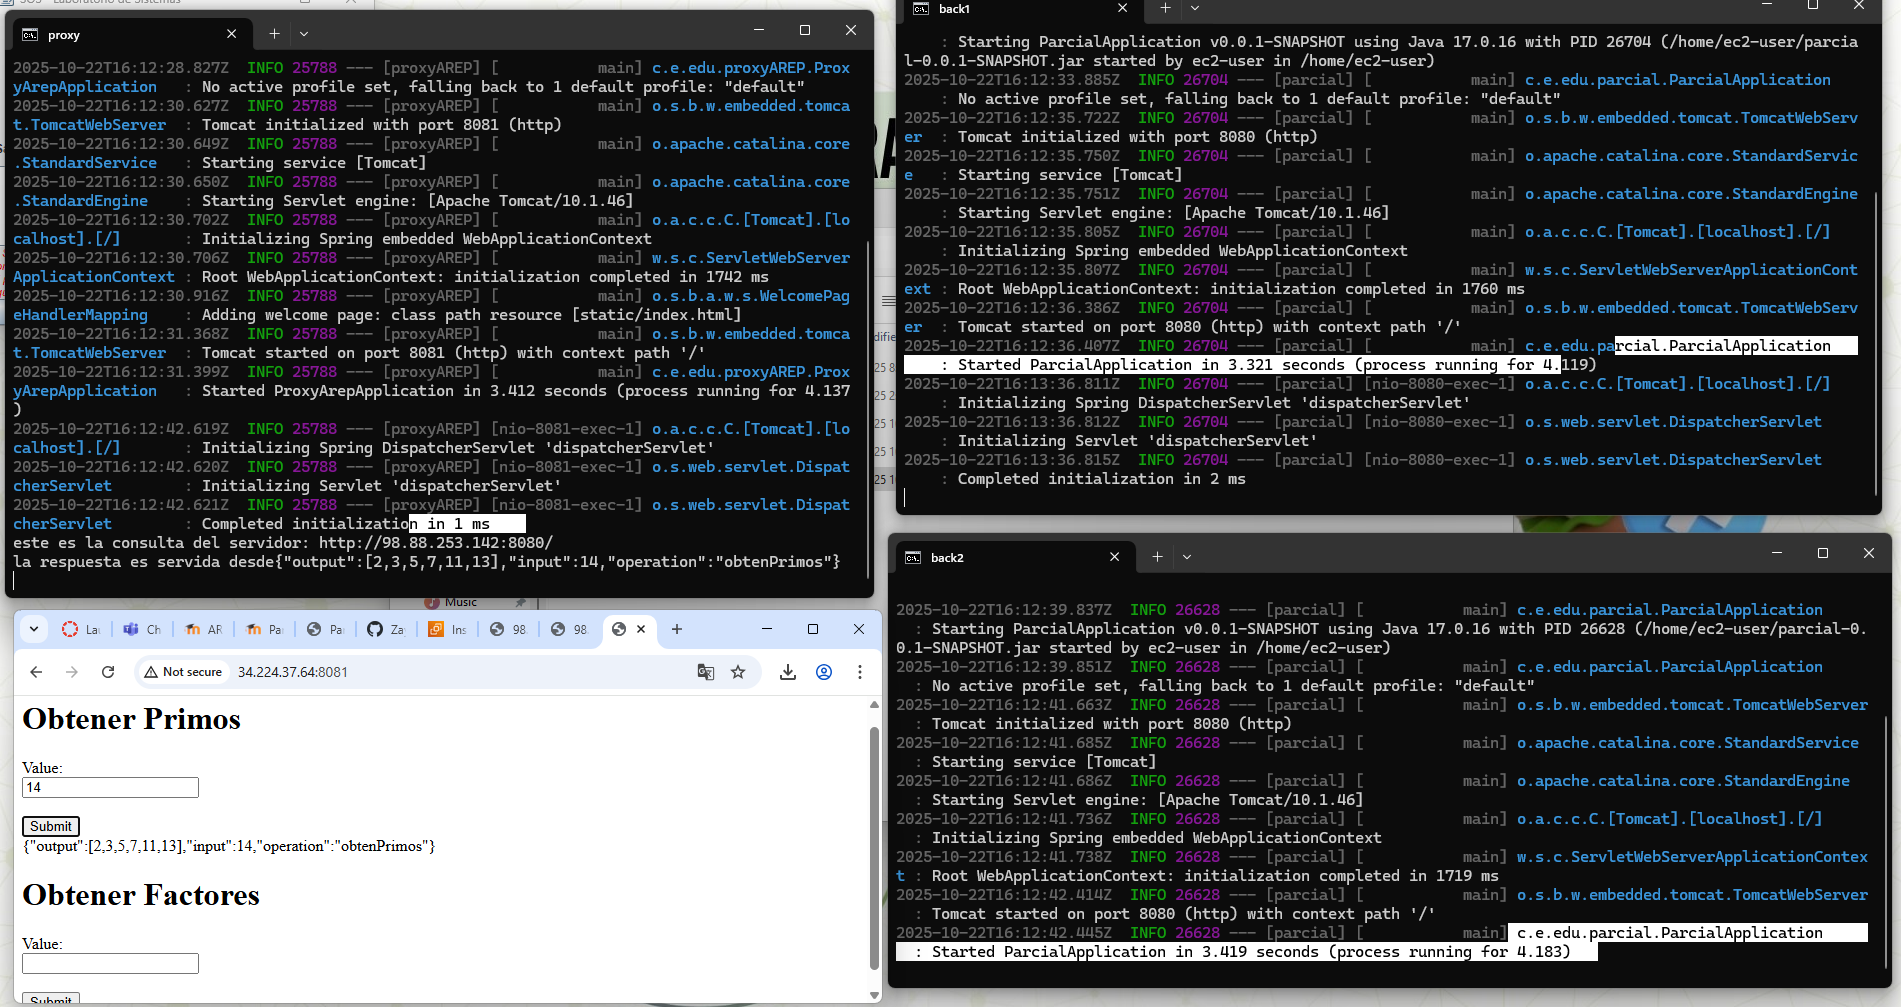 SOS - Laboratorio de Sistemas
proxy
2025-10-22T16:12:28.827Z  INFO 25788 --- [proxyAREP] [           main] c.e.edu.proxyAREP.Prox
yArepApplication   : No active profile set, falling back to 1 default profile: "default"
2025-10-22T16:12:30.627Z  INFO 25788 --- [proxyAREP] [           main] o.s.b.w.embedded.tomca
t.TomcatWebServer  : Tomcat initialized with port 8081 (http)
2025-10-22T16:12:30.649Z  INFO 25788 --- [proxyAREP] [           main] o.apache.catalina.core
.StandardService   : Starting service [Tomcat]
2025-10-22T16:12:30.650Z  INFO 25788 --- [proxyAREP] [           main] o.apache.catalina.core
.StandardEngine    : Starting Servlet engine: [Apache Tomcat/10.1.46]
2025-10-22T16:12:30.702Z  INFO 25788 --- [proxyAREP] [           main] o.a.c.c.C.[Tomcat].[lo
calhost].[/]       : Initializing Spring embedded WebApplicationContext
2025-10-22T16:12:30.706Z  INFO 25788 --- [proxyAREP] [           main] w.s.c.ServletWebServer
ApplicationContext : Root WebApplicationContext: initialization completed in 1742 ms
2025-10-22T16:12:30.916Z  INFO 25788 --- [proxyAREP] [           main] o.s.b.a.w.s.WelcomePag
eHandlerMapping    : Adding welcome page: class path resource [static/index.html]
2025-10-22T16:12:31.368Z  INFO 25788 --- [proxyAREP] [           main] o.s.b.w.embedded.tomca
t.TomcatWebServer  : Tomcat started on port 8081 (http) with context path '/'
2025-10-22T16:12:31.399Z  INFO 25788 --- [proxyAREP] [           main] c.e.edu.proxyAREP.Prox
yArepApplication   : Started ProxyArepApplication in 3.412 seconds (process running for 4.137
)
2025-10-22T16:12:42.619Z  INFO 25788 --- [proxyAREP] [nio-8081-exec-1] o.a.c.c.C.[Tomcat].[lo
calhost].[/]       : Initializing Spring DispatcherServlet 'dispatcherServlet'
2025-10-22T16:12:42.620Z  INFO 25788 --- [proxyAREP] [nio-8081-exec-1] o.s.web.servlet.Dispat
cherServlet        : Initializing Servlet 'dispatcherServlet'
2025-10-22T16:12:42.621Z  INFO 25788 --- [proxyAREP] [nio-8081-exec-1] o.s.web.servlet.Dispat
cherServlet        : Completed initialization in 1 ms
este es la consulta del servidor: http://98.88.253.142:8080/
la respuesta es servida desde{"output":[2,3,5,7,11,13],"input":14,"operation":"obtenPrimos"}
back1
: Starting ParcialApplication v0.0.1-SNAPSHOT using Java 17.0.16 with PID 26704 (/home/ec2-user/parcia
l-0.0.1-SNAPSHOT.jar started by ec2-user in /home/ec2-user)
2025-10-22T16:12:33.885Z  INFO 26704 --- [parcial] [           main] c.e.edu.parcial.ParcialApplication
: No active profile set, falling back to 1 default profile: "default"
2025-10-22T16:12:35.722Z  INFO 26704 --- [parcial] [           main] o.s.b.w.embedded.tomcat.TomcatWebServ
er  : Tomcat initialized with port 8080 (http)
2025-10-22T16:12:35.750Z  INFO 26704 --- [parcial] [           main] o.apache.catalina.core.StandardServic
e   : Starting service [Tomcat]
2025-10-22T16:12:35.751Z  INFO 26704 --- [parcial] [           main] o.apache.catalina.core.StandardEngine
: Starting Servlet engine: [Apache Tomcat/10.1.46]
2025-10-22T16:12:35.805Z  INFO 26704 --- [parcial] [           main] o.a.c.c.C.[Tomcat].[localhost].[/]
: Initializing Spring embedded WebApplicationContext
2025-10-22T16:12:35.807Z  INFO 26704 --- [parcial] [           main] w.s.c.ServletWebServerApplicationCont
ext : Root WebApplicationContext: initialization completed in 1760 ms
2025-10-22T16:12:36.386Z  INFO 26704 --- [parcial] [           main] o.s.b.w.embedded.tomcat.TomcatWebServ
er  : Tomcat started on port 8080 (http) with context path '/'
2025-10-22T16:12:36.407Z  INFO 26704 --- [parcial] [           main] c.e.edu.parcial.ParcialApplication
: Started ParcialApplication in 3.321 seconds (process running for 4.119)
2025-10-22T16:13:36.811Z  INFO 26704 --- [parcial] [nio-8080-exec-1] o.a.c.c.C.[Tomcat].[localhost].[/]
: Initializing Spring DispatcherServlet 'dispatcherServlet'
2025-10-22T16:13:36.812Z  INFO 26704 --- [parcial] [nio-8080-exec-1] o.s.web.servlet.DispatcherServlet
: Initializing Servlet 'dispatcherServlet'
2025-10-22T16:13:36.815Z  INFO 26704 --- [parcial] [nio-8080-exec-1] o.s.web.servlet.DispatcherServlet
: Completed initialization in 2 ms
back2
2025-10-22T16:12:39.837Z  INFO 26628 --- [parcial] [           main] c.e.edu.parcial.ParcialApplication
: Starting ParcialApplication v0.0.1-SNAPSHOT using Java 17.0.16 with PID 26628 (/home/ec2-user/parcial-0.
0.1-SNAPSHOT.jar started by ec2-user in /home/ec2-user)
2025-10-22T16:12:39.851Z  INFO 26628 --- [parcial] [           main] c.e.edu.parcial.ParcialApplication
: No active profile set, falling back to 1 default profile: "default"
2025-10-22T16:12:41.663Z  INFO 26628 --- [parcial] [           main] o.s.b.w.embedded.tomcat.TomcatWebServer
: Tomcat initialized with port 8080 (http)
2025-10-22T16:12:41.685Z  INFO 26628 --- [parcial] [           main] o.apache.catalina.core.StandardService
: Starting service [Tomcat]
2025-10-22T16:12:41.686Z  INFO 26628 --- [parcial] [           main] o.apache.catalina.core.StandardEngine
: Starting Servlet engine: [Apache Tomcat/10.1.46]
2025-10-22T16:12:41.736Z  INFO 26628 --- [parcial] [           main] o.a.c.c.C.[Tomcat].[localhost].[/]
: Initializing Spring embedded WebApplicationContext
2025-10-22T16:12:41.738Z  INFO 26628 --- [parcial] [           main] w.s.c.ServletWebServerApplicationContex
t : Root WebApplicationContext: initialization completed in 1719 ms
2025-10-22T16:12:42.414Z  INFO 26628 --- [parcial] [           main] o.s.b.w.embedded.tomcat.TomcatWebServer
: Tomcat started on port 8080 (http) with context path '/'
2025-10-22T16:12:42.445Z  INFO 26628 --- [parcial] [           main] c.e.edu.parcial.ParcialApplication
: Started ParcialApplication in 3.419 seconds (process running for 4.183)
Music
Lau Ch AR Pa Pa Za Ins 98. 98.
Not secure 34.224.37.64:8081
Obtener Primos
Value:
14
Submit
{"output":[2,3,5,7,11,13],"input":14,"operation":"obtenPrimos"}
Obtener Factores
Value:
Submit